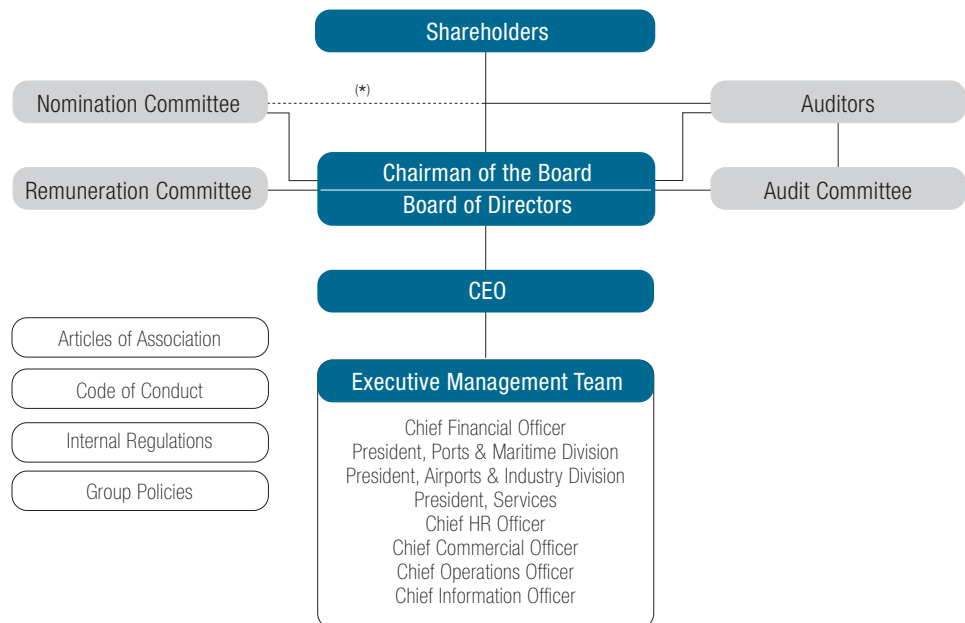 Shareholders
(*)
Nomination Committee
Auditors
Chairman of the Board
Board of Directors
Remuneration Committee
Audit Committee
CEO
Articles of Association
Code of Conduct
Internal Regulations
Group Policies
Executive Management Team
Chief Financial Officer
President, Ports & Maritime Division
President, Airports & Industry Division
President, Services
Chief HR Officer
Chief Commercial Officer
Chief Operations Officer
Chief Information Officer